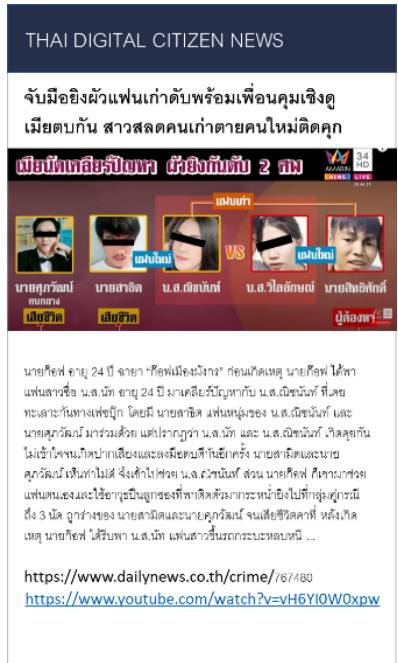 THAI DIGITAL CITIZEN NEWS
จับมือยิงผัวแฟนเก่าดับพร้อมเพื่อนคุมเชิงดู
เมียตบกัน สาวสลดคนเก่าตายคนใหม่ติดคุก
เมียนัดเคลียร์ปัญหา ผัวยิงกันดับ 2 ศพ
AMARIN
NEWS LIVE
34
HD
แฟนเก่า
แฟนใหม่
VS
แฟนใหม่
นายศุภวัฒน์ นายสาธิต น.ส.ณิชนันท์ น.ส.วิไลลักษณ์ นายสิทธิศักดิ์
คนกลาง
เสียชีวิต เสียชีวิต ผู้ต้องหา
นายก็อฟ อายุ 24 ปี ฉายา “ก๊อฟเมืองมังกร” ก่อนเกิดเหตุ นายก๊อฟ ได้พา
แฟนสาวชื่อ น.ส.นัท อายุ 24 ปี มาเคลียร์ปัญหากับ น.ส.ณิชนันท์ ที่เคย
ทะเลาะกันทางเฟซบุ๊ก โดยมี นายสาธิต แฟนหนุ่มของ น.ส.ณิชนันท์ และ
นายศุภวัฒน์ มาร่วมด้วย แต่ปรากฏว่า น.ส.นัท และ น.ส.ณิชนันท์ เกิดคุยกัน
ไม่เข้าใจจนเกิดปากเสียงและลงมือตบตีกันอีกครั้ง นายสามิตและนาย
ศุภวัฒน์ เห็นท่าไม่ดี จึงเข้าไปช่วย น.ส.ณิชนันท์ ส่วน นายก็อฟ ก็เข้ามาช่วย
แฟนตนเองและใช้อาวุธปืนลูกซองที่พกติดตัวมากระหน่ำยิงไปที่กลุ่มคู่กรณี
ถึง 3 นัด ถูกร่างของ นายสามิตและนายศุภวัฒน์ จนเสียชีวิตคาที่ หลังเกิด
เหตุ นายก๊อฟ ได้รีบพา น.ส.นัท แฟนสาวขึ้นรถกระบะหลบหนี ...
https://www.dailynews.co.th/crime/767480
https://www.youtube.com/watch?v=vH6YI0W0xpw